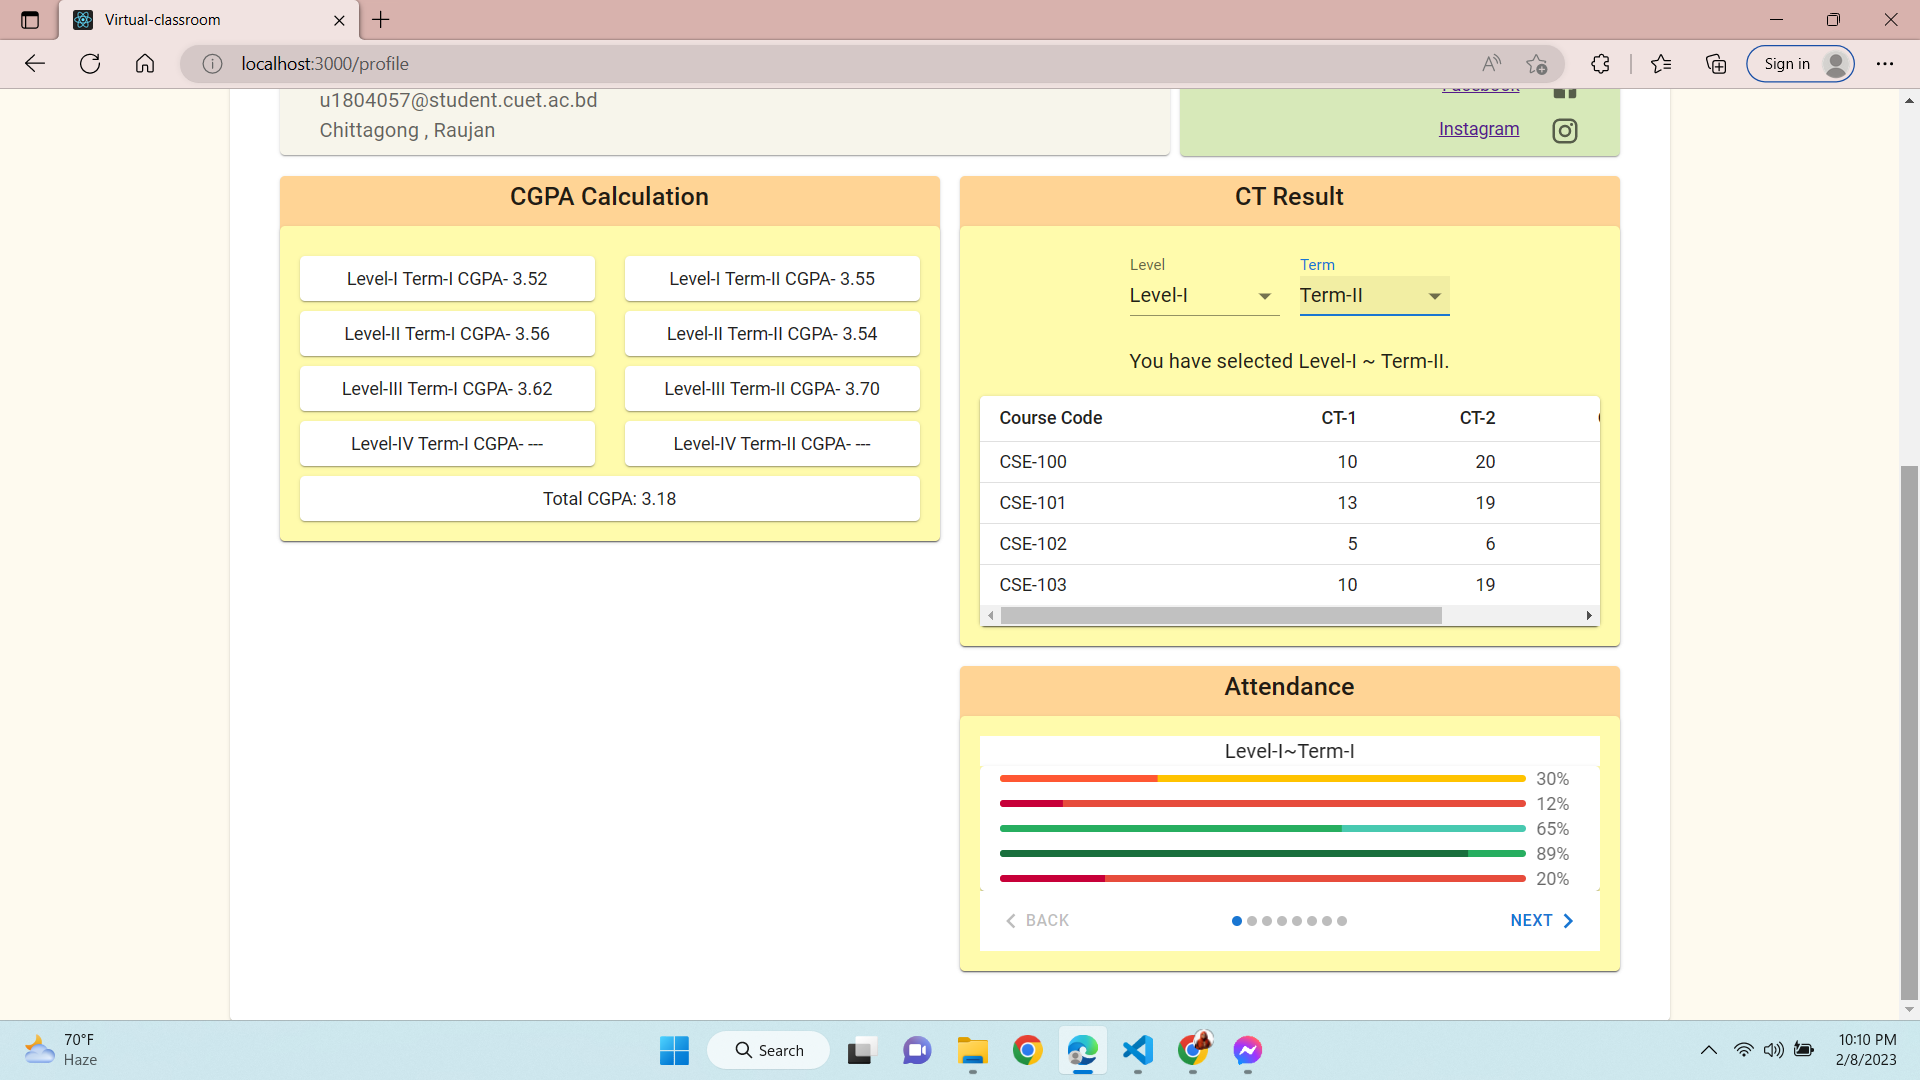 Virtual-classroom
localhost:3000/profile
Sign in
u1804057@student.cuet.ac.bd
Chittagong , Raujan
Facebook
Instagram
CGPA Calculation
Level-I Term-I CGPA- 3.52
Level-I Term-II CGPA- 3.55
Level-II Term-I CGPA- 3.56
Level-II Term-II CGPA- 3.54
Level-III Term-I CGPA- 3.62
Level-III Term-II CGPA- 3.70
Level-IV Term-I CGPA- ---
Level-IV Term-II CGPA- ---
Total CGPA: 3.18
CT Result
Level
Term
Level-I
Term-II
You have selected Level-I ~ Term-II.
Course Code CT-1 CT-2
CSE-100 10 20
CSE-101 13 19
CSE-102 5 6
CSE-103 10 19
Attendance
Level-I~Term-I
30%
12%
65%
89%
20%
BACK
NEXT
70°F
Haze
Search
10:10 PM
2/8/2023